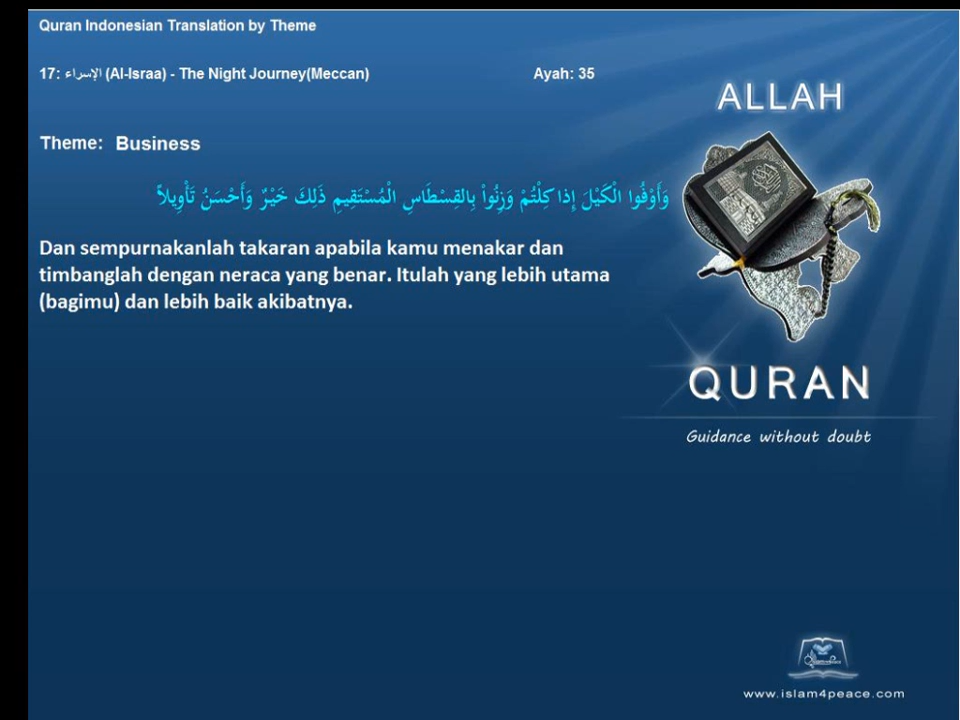 Quran Indonesian Translation by Theme
17: الإسراء (Al-Israa) - The Night Journey(Meccan) Ayah: 35
ALLAH
Theme: Business
وَأَوْفُوا الْكَيْلَ إِذا كِلْتُمْ وَزِنُواْ بِالقِسْطَاسِ الْمُسْتَقِيمِ ذَلِكَ خَيْرٌ وَأَحْسَنُ تَأْوِيلاً
Dan sempurnakanlah takaran apabila kamu menakar dan
timbanglah dengan neraca yang benar. Itulah yang lebih utama
(bagimu) dan lebih baik akibatnya.
QURAN
Guidance without doubt
www.islam4peace.com